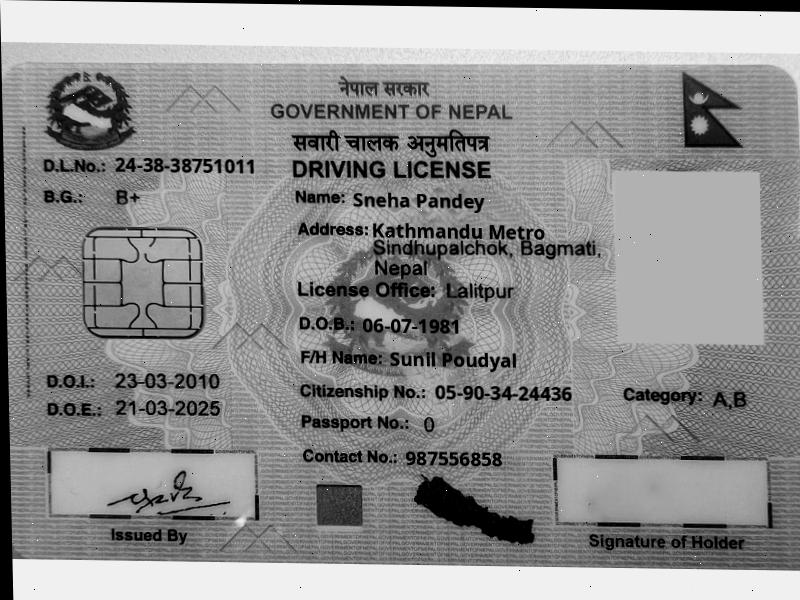 नेपाल सरकार
GOVERNMENT OF NEPAL
सवारी चालक अनुमतिपत्र
DRIVING LICENSE
D.L.No.: 24-38-38751011
B.G.: B+
Name: Sneha Pandey
Address: Kathmandu Metro
Sindhupalchok, Bagmati,
Nepal
License Office: Lalitpur
D.O.B.: 06-07-1981
F/H Name: Sunil Poudyal
D.O.I.: 23-03-2010
Citizenship No.: 05-90-34-24436
Category: A,B
D.O.E.: 21-03-2025
Passport No.: 0
Contact No.: 987556858
Issued By
Signature of Holder